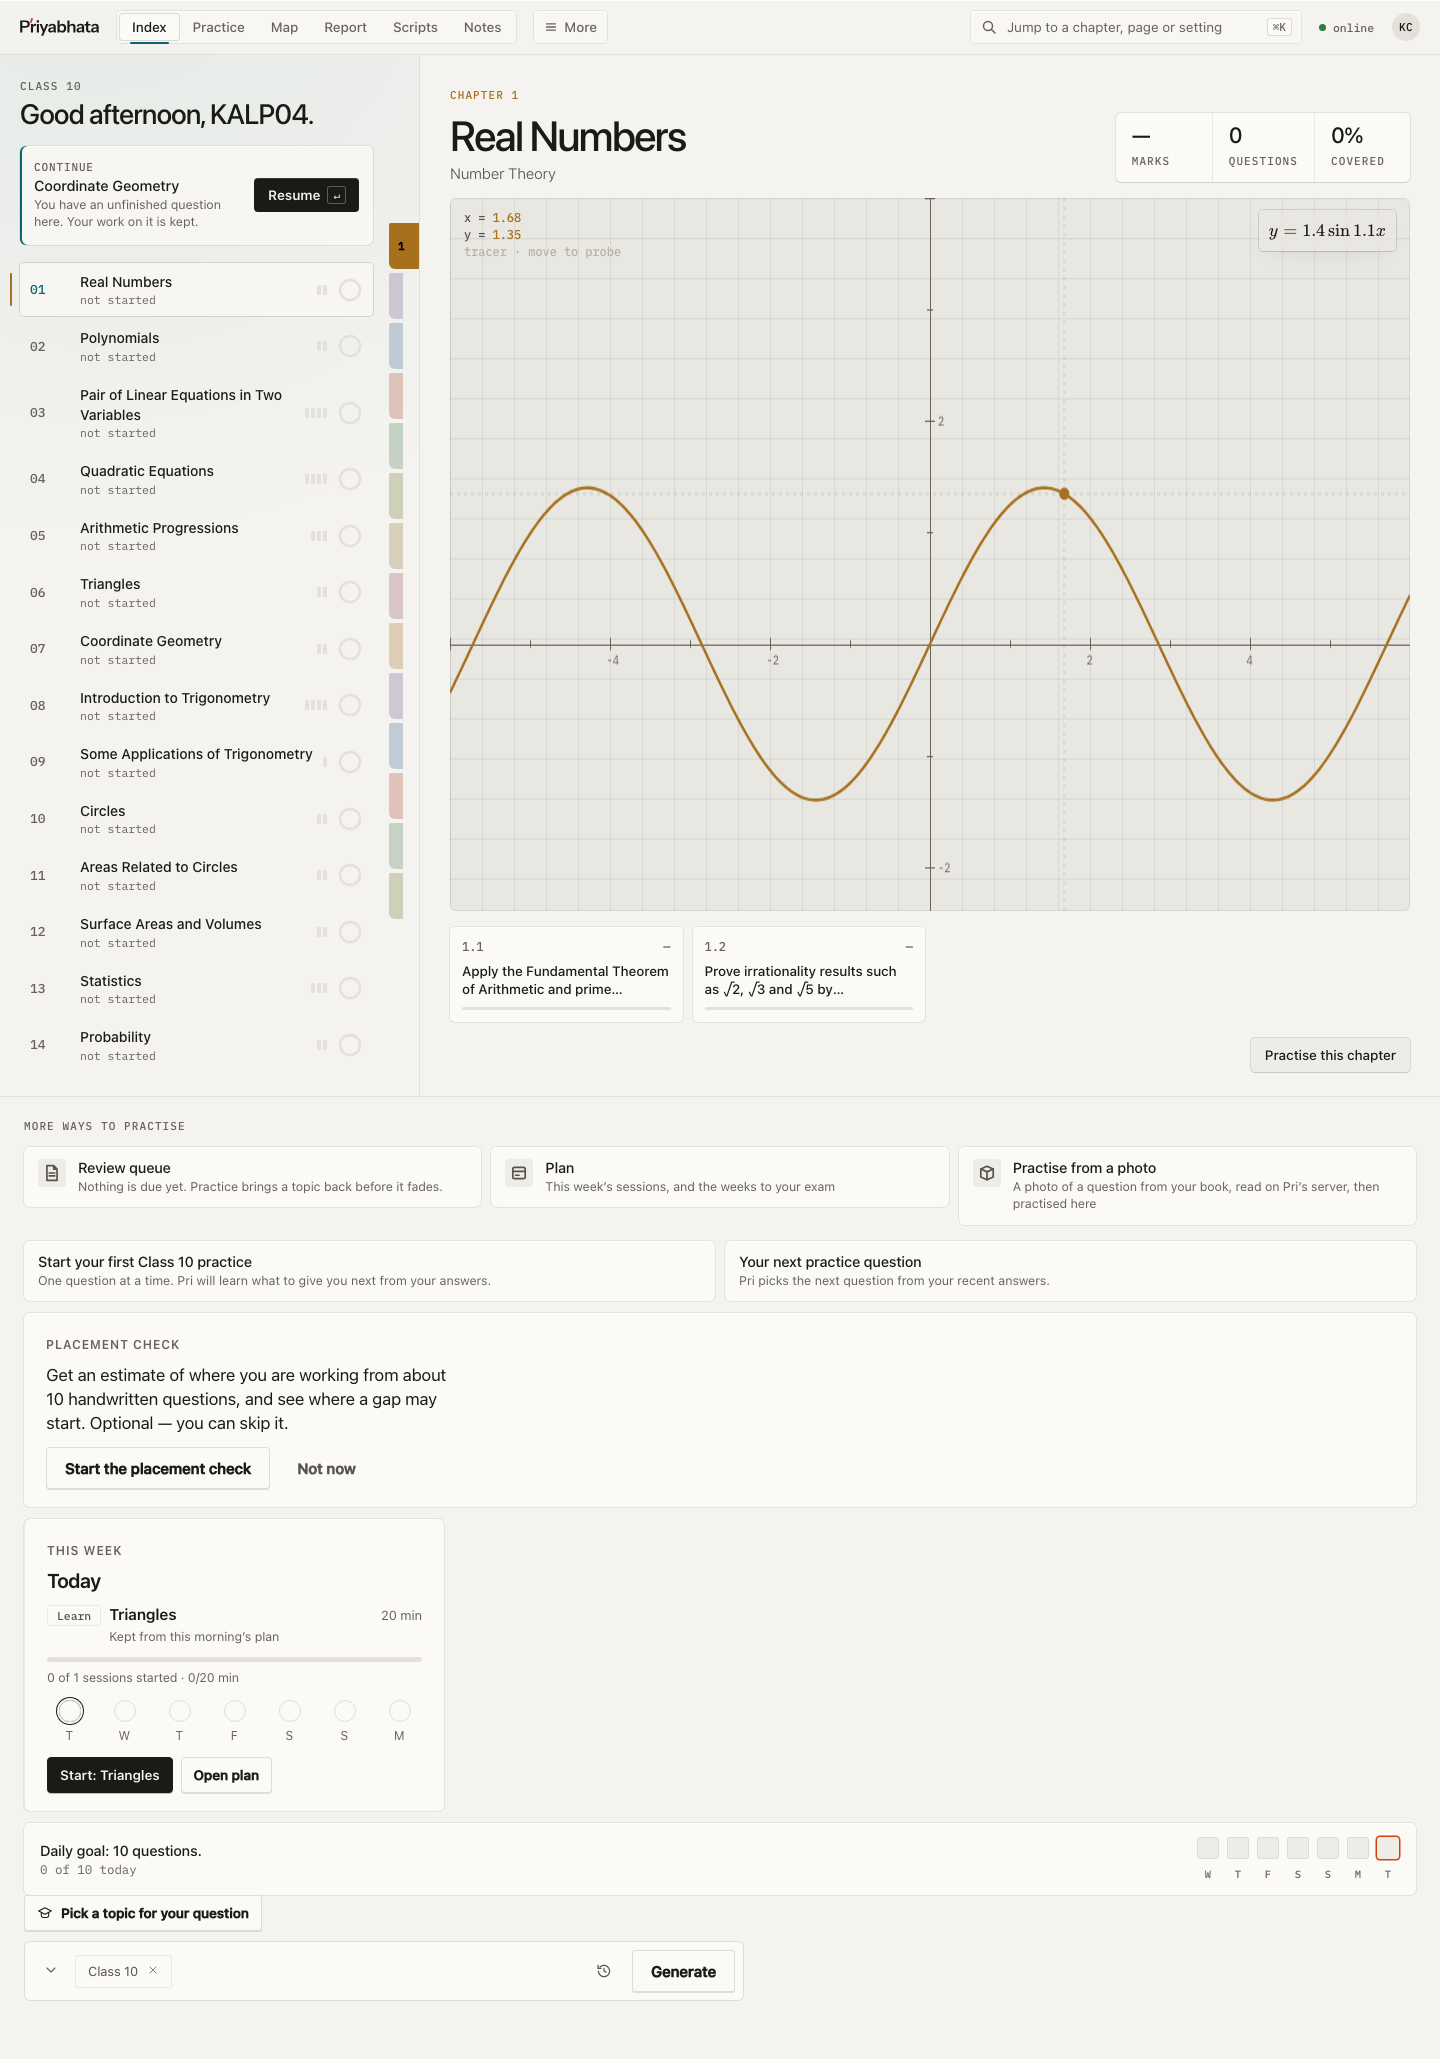 Priyabhata
Index
Practice
Map
Report
Scripts
Notes
More
Jump to a chapter, page or setting
⌘K
online
KC
CLASS 10
Good afternoon, KALP04.
CONTINUE
Coordinate Geometry
You have an unfinished question
here. Your work on it is kept.
Resume ↵
1
01
Real Numbers
not started
02
Polynomials
not started
03
Pair of Linear Equations in Two
Variables
not started
04
Quadratic Equations
not started
05
Arithmetic Progressions
not started
06
Triangles
not started
07
Coordinate Geometry
not started
08
Introduction to Trigonometry
not started
09
Some Applications of Trigonometry
not started
10
Circles
not started
11
Areas Related to Circles
not started
12
Surface Areas and Volumes
not started
13
Statistics
not started
14
Probability
not started
CHAPTER 1
Real Numbers
Number Theory
—
MARKS
0
QUESTIONS
0%
COVERED
x = 1.68
y = 1.35
tracer · move to probe
y = 1.4 sin 1.1x
2
-4
-2
2
4
-2
1.1
—
Apply the Fundamental Theorem
of Arithmetic and prime…
1.2
—
Prove irrationality results such
as √2, √3 and √5 by…
Practise this chapter
MORE WAYS TO PRACTISE
Review queue
Nothing is due yet. Practice brings a topic back before it fades.
Plan
This week's sessions, and the weeks to your exam
Practise from a photo
A photo of a question from your book, read on Pri's server, then
practised here
Start your first Class 10 practice
One question at a time. Pri will learn what to give you next from your answers.
Your next practice question
Pri picks the next question from your recent answers.
PLACEMENT CHECK
Get an estimate of where you are working from about
10 handwritten questions, and see where a gap may
start. Optional — you can skip it.
Start the placement check
Not now
THIS WEEK
Today
Learn
Triangles
20 min
Kept from this morning's plan
0 of 1 sessions started · 0/20 min
T W T F S S M
Start: Triangles
Open plan
Daily goal: 10 questions.
0 of 10 today
W T F S S M T
Pick a topic for your question
Class 10 ×
Generate